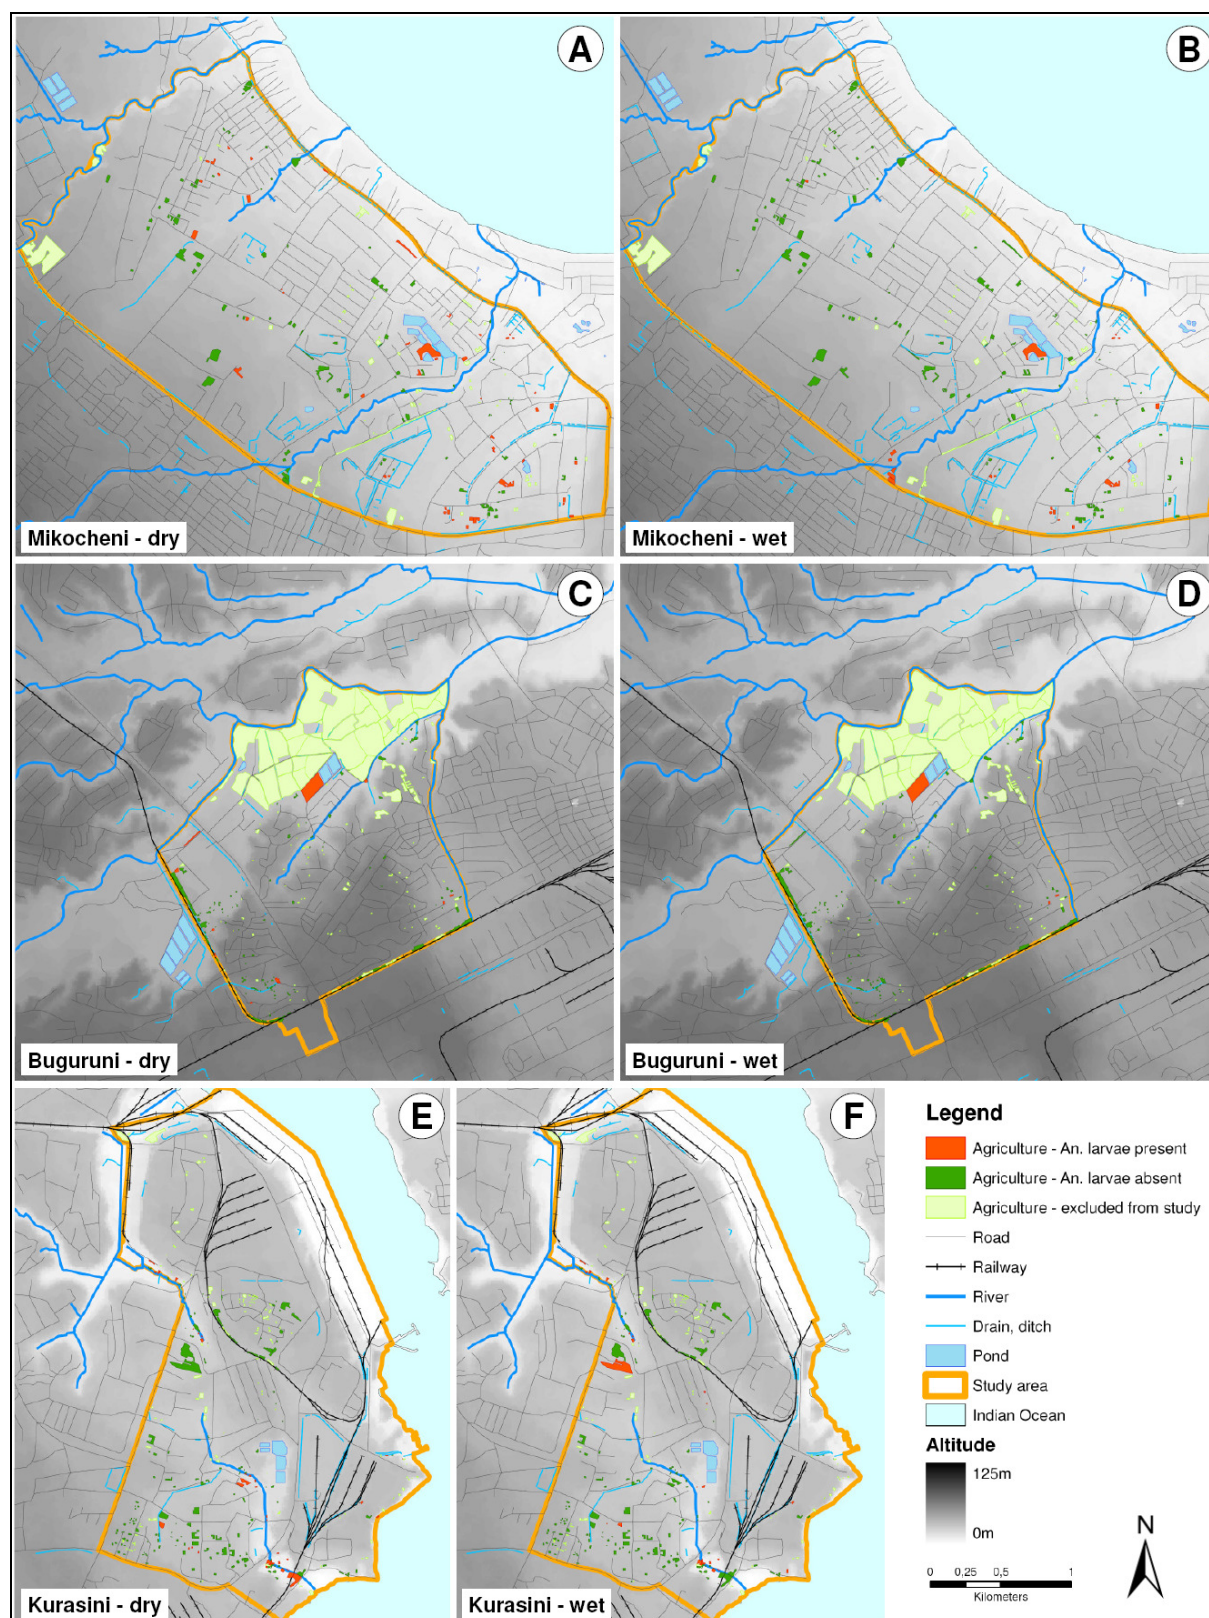 A
B
Mikocheni - dry
Mikocheni - wet
C
D
Buguruni - dry
Buguruni - wet
E
F
Kurasini - dry
Kurasini - wet
Legend
Agriculture - An. larvae present
Agriculture - An. larvae absent
Agriculture - excluded from study
Road
Railway
River
Drain, ditch
Pond
Study area
Indian Ocean
Altitude
125m
0m
N
0 0,25 0,5 1
Kilometers